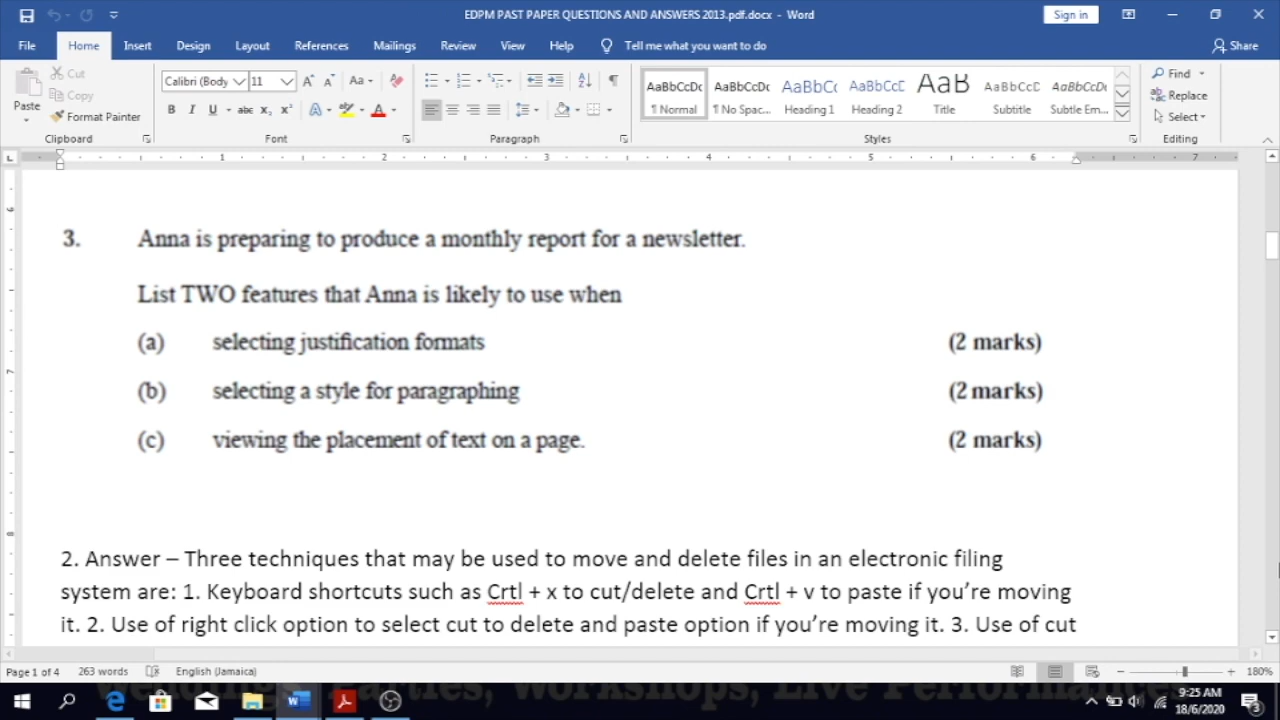 EDPM PAST PAPER QUESTIONS AND ANSWERS 2013.pdf.docx - Word
Sign in
File Home Insert Design Layout References Mailings Review View Help Tell me what you want to do Share
Paste
Cut
Copy
Format Painter
Calibri (Body 11
AaBbCcDc AaBbCcDc AaBbCc AaBbCcD AaB AaBbCcD AaBbCcDc
¶ Normal ¶ No Spac... Heading 1 Heading 2 Title Subtitle Subtle Em...
Find
Replace
Select
Clipboard Font Paragraph Styles Editing
1 2 3 4 5 6 7
3. Anna is preparing to produce a monthly report for a newsletter.
List TWO features that Anna is likely to use when
(a) selecting justification formats (2 marks)
(b) selecting a style for paragraphing (2 marks)
(c) viewing the placement of text on a page. (2 marks)
2. Answer – Three techniques that may be used to move and delete files in an electronic filing
system are: 1. Keyboard shortcuts such as Crtl + x to cut/delete and Crtl + v to paste if you're moving
it. 2. Use of right click option to select cut to delete and paste option if you're moving it. 3. Use of cut
Page 1 of 4 263 words English (Jamaica) 180%
9:25 AM
18/6/2020